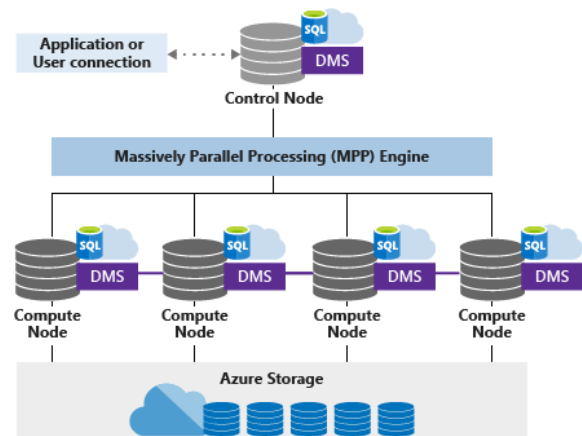 SQL
Application or
User connection
DMS
Control Node
Massively Parallel Processing (MPP) Engine
SQL
SQL
SQL
SQL
DMS
DMS
DMS
DMS
Compute
Node
Compute
Node
Compute
Node
Compute
Node
Azure Storage